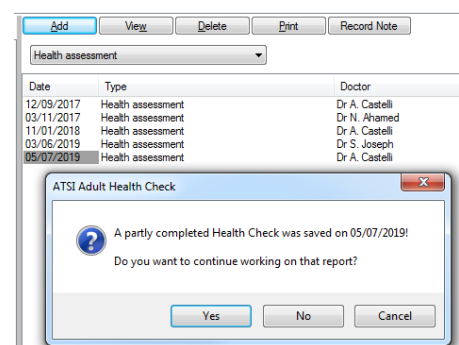 Add View Delete Print Record Note
Health assessment
Date Type Doctor
12/09/2017 Health assessment Dr A. Castelli
03/11/2017 Health assessment Dr N. Ahamed
11/01/2018 Health assessment Dr A. Castelli
03/06/2019 Health assessment Dr S. Joseph
05/07/2019 Health assessment Dr A. Castelli
ATSI Adult Health Check
A partly completed Health Check was saved on 05/07/2019!
Do you want to continue working on that report?
Yes No Cancel